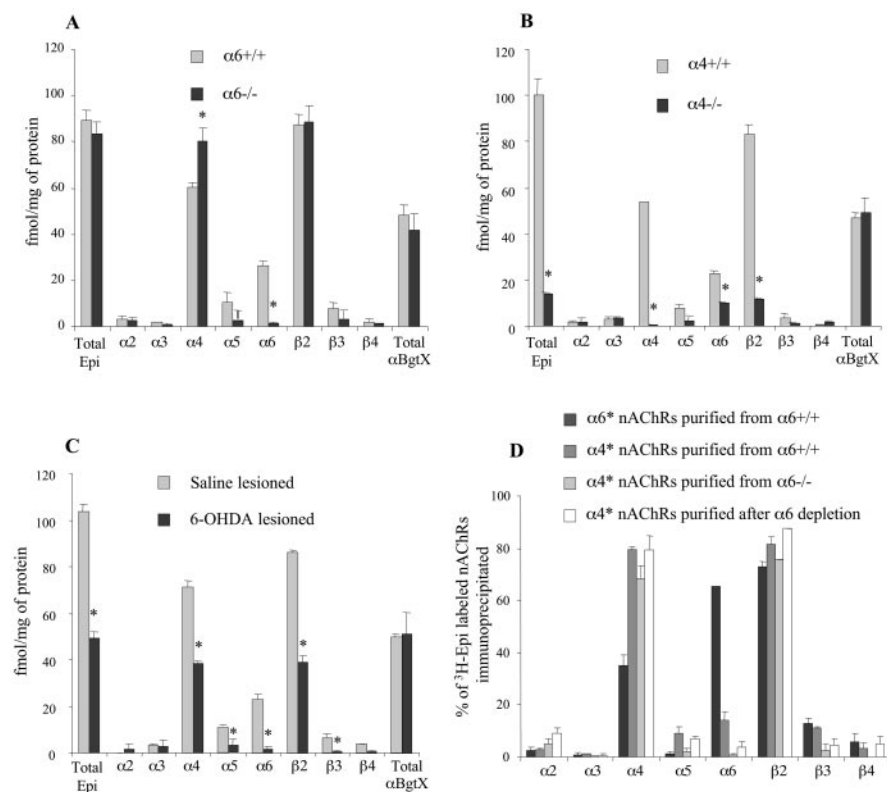 A
120
100
80
60
40
20
0
fmol/mg of protein
α6+/+
α6-/-
*
*
Total Epi α2 α3 α4 α5 α6 β2 β3 β4 Total αBgtX
B
120
100
80
60
40
20
0
fmol/mg of protein
α4+/+
α4-/-
*
*
*
*
Total Epi α2 α3 α4 α5 α6 β2 β3 β4 Total αBgtX
C
120
100
80
60
40
20
0
fmol/mg of protein
Saline lesioned
6-OHDA lesioned
*
*
*
*
*
*
Total Epi α2 α3 α4 α5 α6 β2 β3 β4 Total αBgtX
D
α6* nAChRs purified from α6+/+
α4* nAChRs purified from α6+/+
α4* nAChRs purified from α6-/-
α4* nAChRs purified after α6 depletion
100
80
60
40
20
0
% of ³H-Epi labeled nAChRs
immunoprecipitated
α2 α3 α4 α5 α6 β2 β3 β4